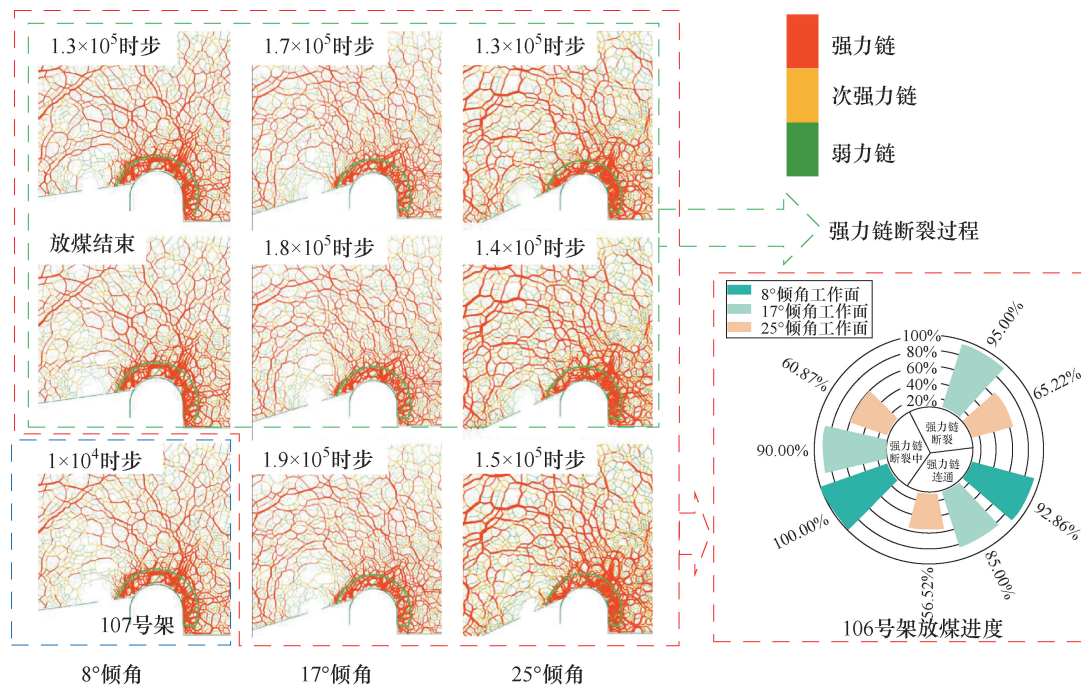 1.3×10⁵时步
1.7×10⁵时步
1.3×10⁵时步
强力链
次强力链
弱力链
放煤结束
1.8×10⁵时步
1.4×10⁵时步
强力链断裂过程
8°倾角工作面
17°倾角工作面
25°倾角工作面
100%
80%
60%
40%
20%
95.00%
65.22%
60.87%
90.00%
100.00%
56.52%
85.00%
92.86%
强力链
断裂
强力链
断裂中
强力链
连通
106号架放煤进度
1×10⁴时步
1.9×10⁵时步
1.5×10⁵时步
107号架
8°倾角
17°倾角
25°倾角